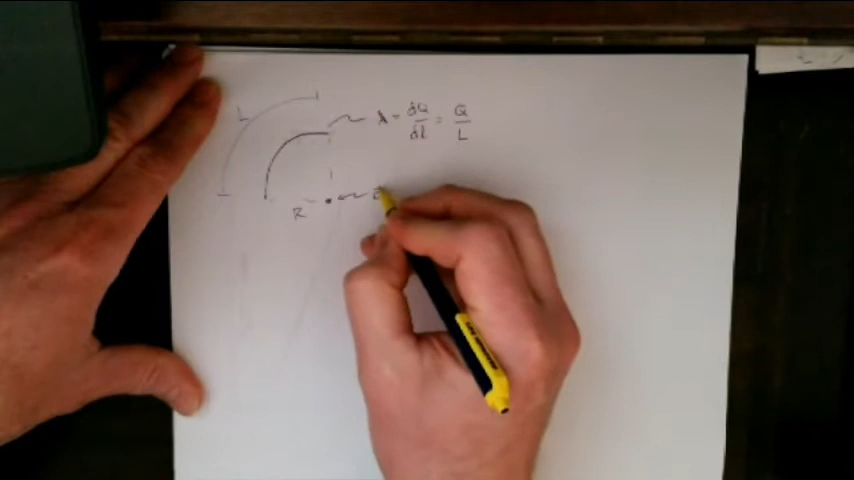 L
λ = dQ/dl = Q/L
R